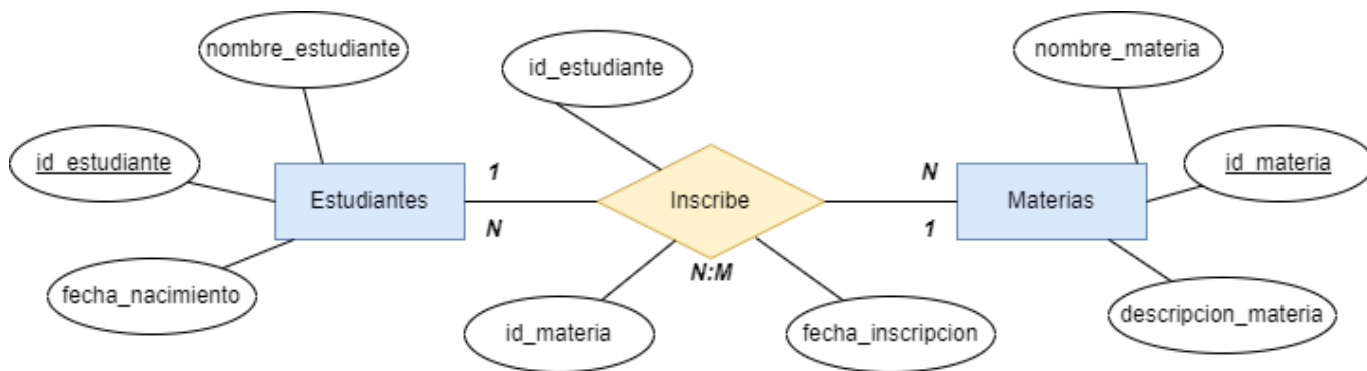 nombre_estudiante
id_estudiante
nombre_materia
id_estudiante
id_materia
1
N
Estudiantes
Inscribe
Materias
N
1
N:M
fecha_nacimiento
id_materia
fecha_inscripcion
descripcion_materia